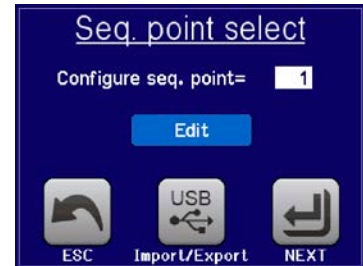 Seq. point select
Configure seq. point= 1
Edit
USB
ESC Import/Export NEXT